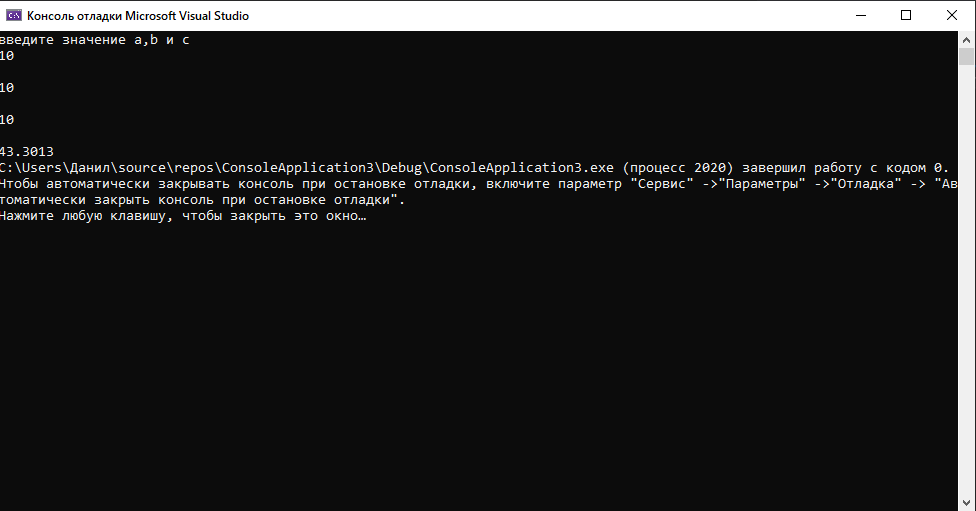 Консоль отладки Microsoft Visual Studio
введите значение a,b и c
10
10
10
43.3013
C:\Users\Данил\source\repos\ConsoleApplication3\Debug\ConsoleApplication3.exe (процесс 2020) завершил работу с кодом 0.
Чтобы автоматически закрывать консоль при остановке отладки, включите параметр "Сервис" ->"Параметры" ->"Отладка" -> "Ав
томатически закрыть консоль при остановке отладки".
Нажмите любую клавишу, чтобы закрыть это окно…